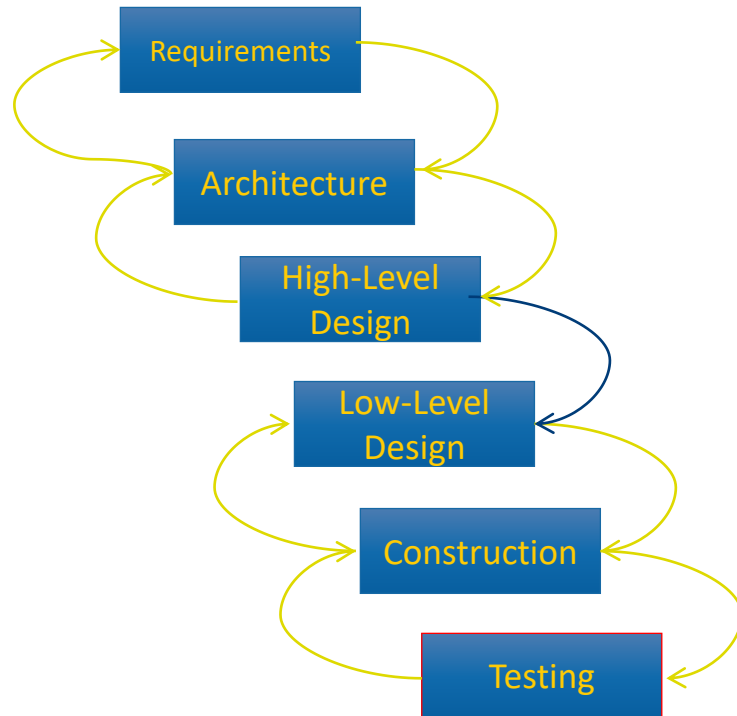 Requirements
Architecture
High-Level
Design
Low-Level
Design
Construction
Testing